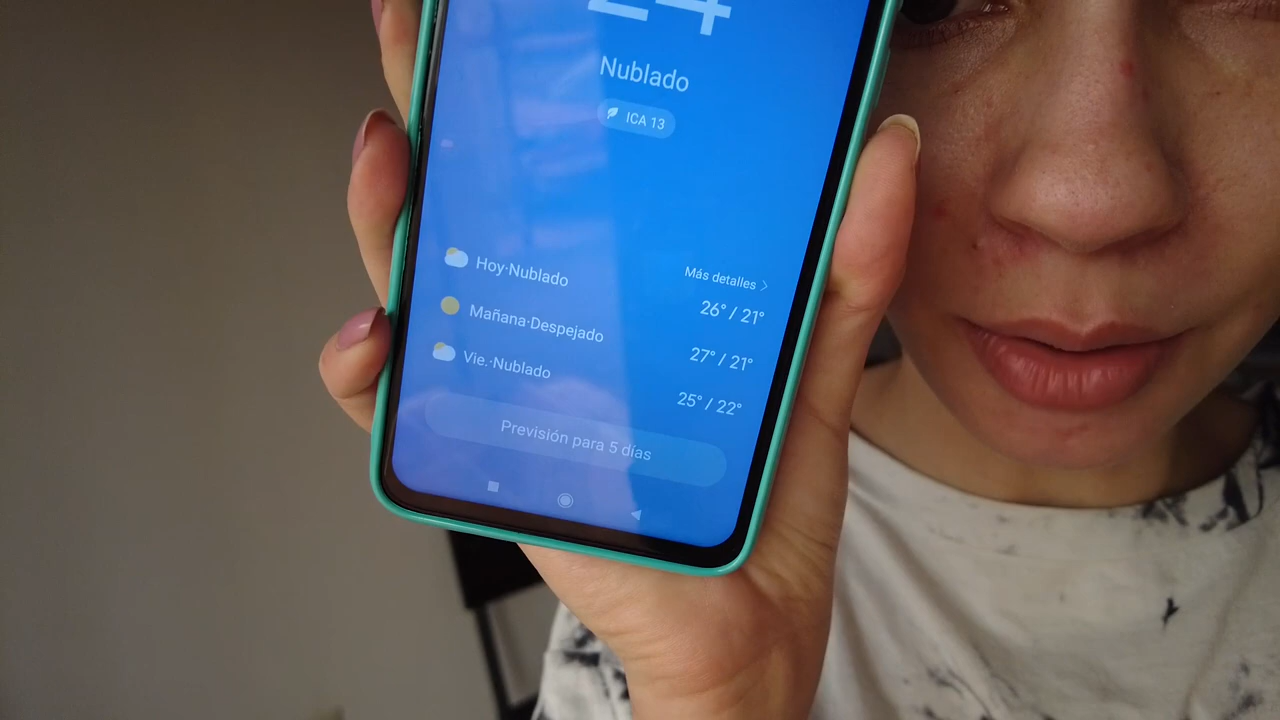 24
Nublado
ICA 13
Más detalles
Hoy·Nublado 26° / 21°
Mañana·Despejado 27° / 21°
Vie.·Nublado 25° / 22°
Previsión para 5 días